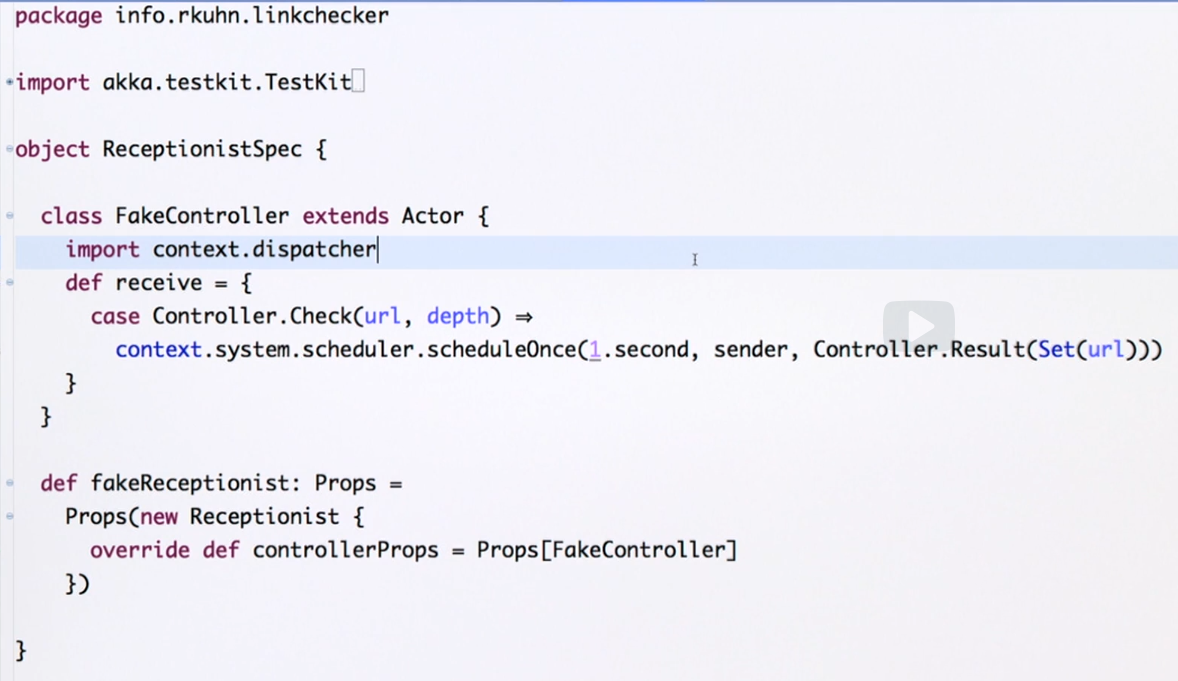 package info.rkuhn.linkchecker
import akka.testkit.TestKit
object ReceptionistSpec {
class FakeController extends Actor {
import context.dispatcher
def receive = {
case Controller.Check(url, depth) ⇒
context.system.scheduler.scheduleOnce(1.second, sender, Controller.Result(Set(url)))
}
}
def fakeReceptionist: Props =
Props(new Receptionist {
override def controllerProps = Props[FakeController]
})
}